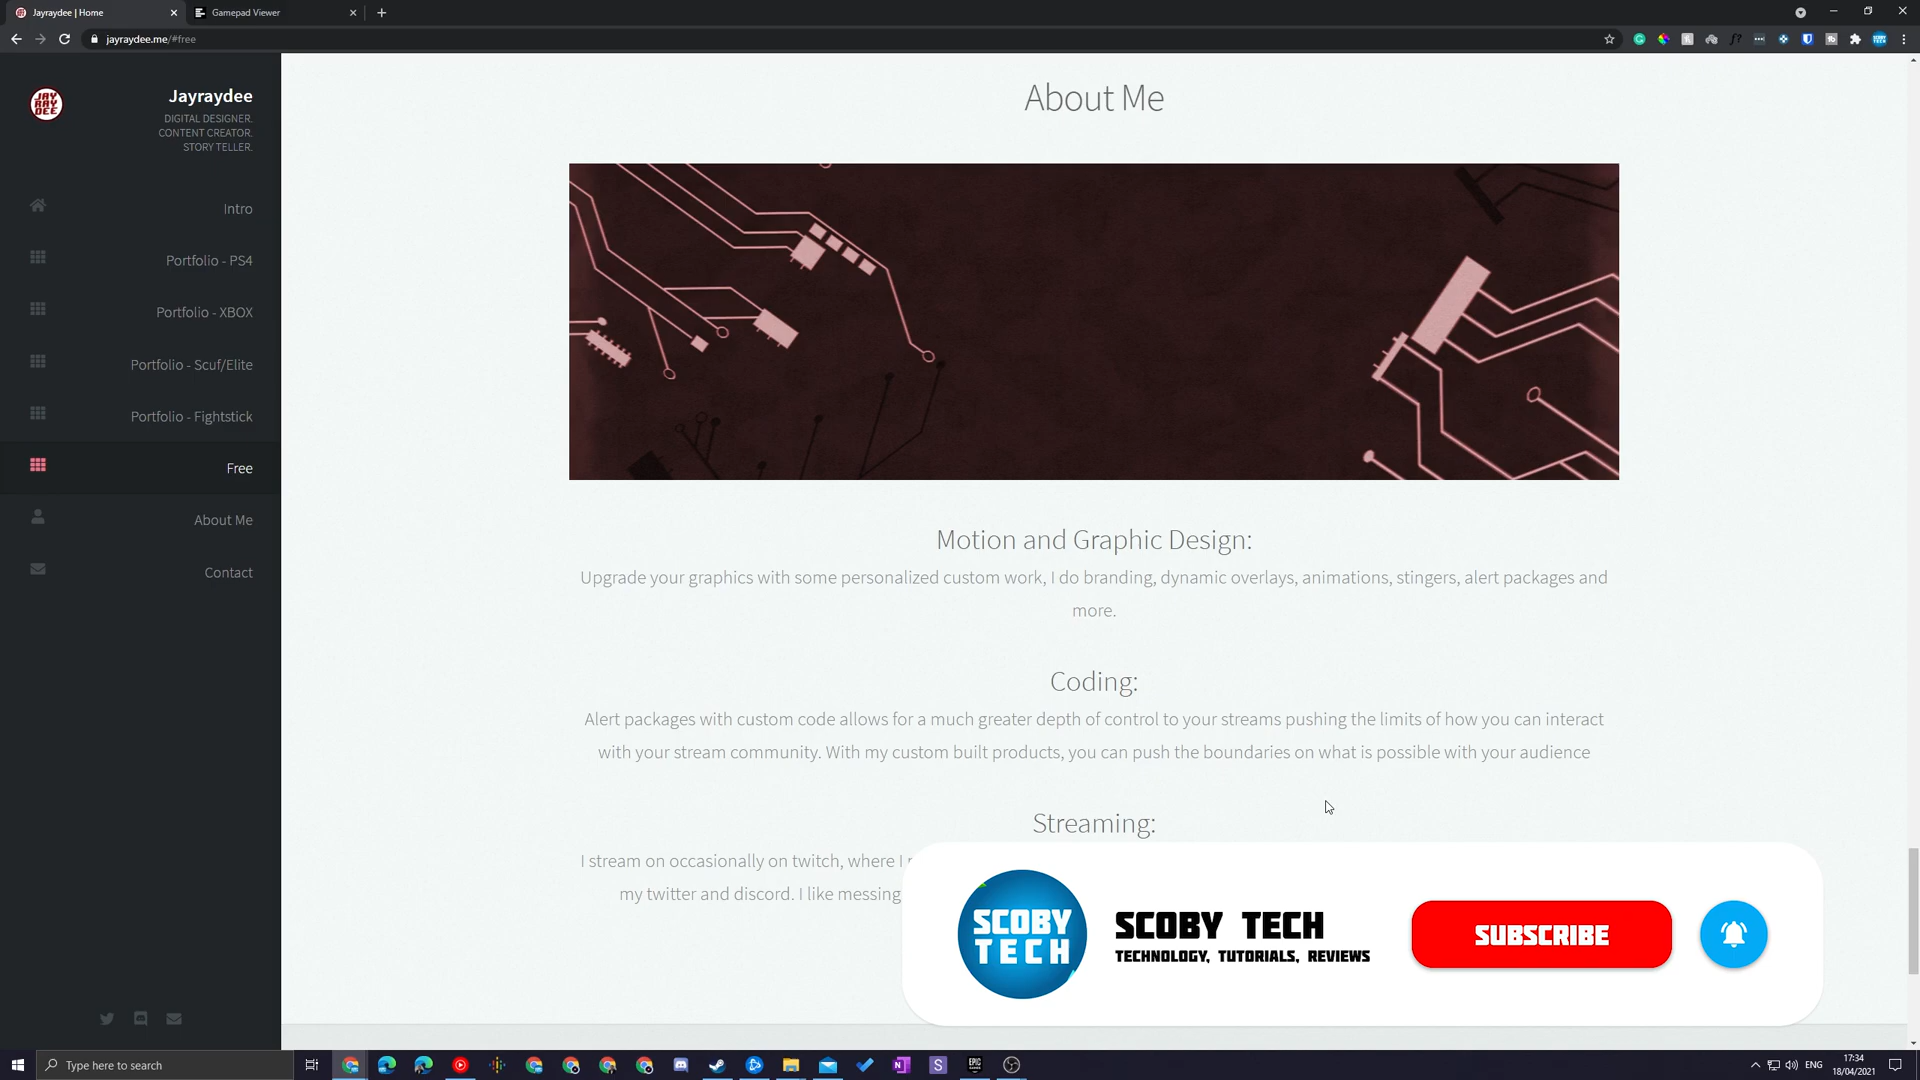 Jayraydee | Home
Gamepad Viewer
jayraydee.me/#free
JAY
RAY
DEE
Jayraydee
DIGITAL DESIGNER.
CONTENT CREATOR.
STORY TELLER.
Intro
Portfolio - PS4
Portfolio - XBOX
Portfolio - Scuf/Elite
Portfolio - Fightstick
Free
About Me
Contact
About Me
Motion and Graphic Design:
Upgrade your graphics with some personalized custom work, I do branding, dynamic overlays, animations, stingers, alert packages and
more.
Coding:
Alert packages with custom code allows for a much greater depth of control to your streams pushing the limits of how you can interact
with your stream community. With my custom built products, you can push the boundaries on what is possible with your audience
Streaming:
I stream on occasionally on twitch, where I
my twitter and discord. I like messing
SCOBY
TECH
SCOBY TECH
TECHNOLOGY, TUTORIALS, REVIEWS
SUBSCRIBE
Type here to search
ENG
17:34
18/04/2021